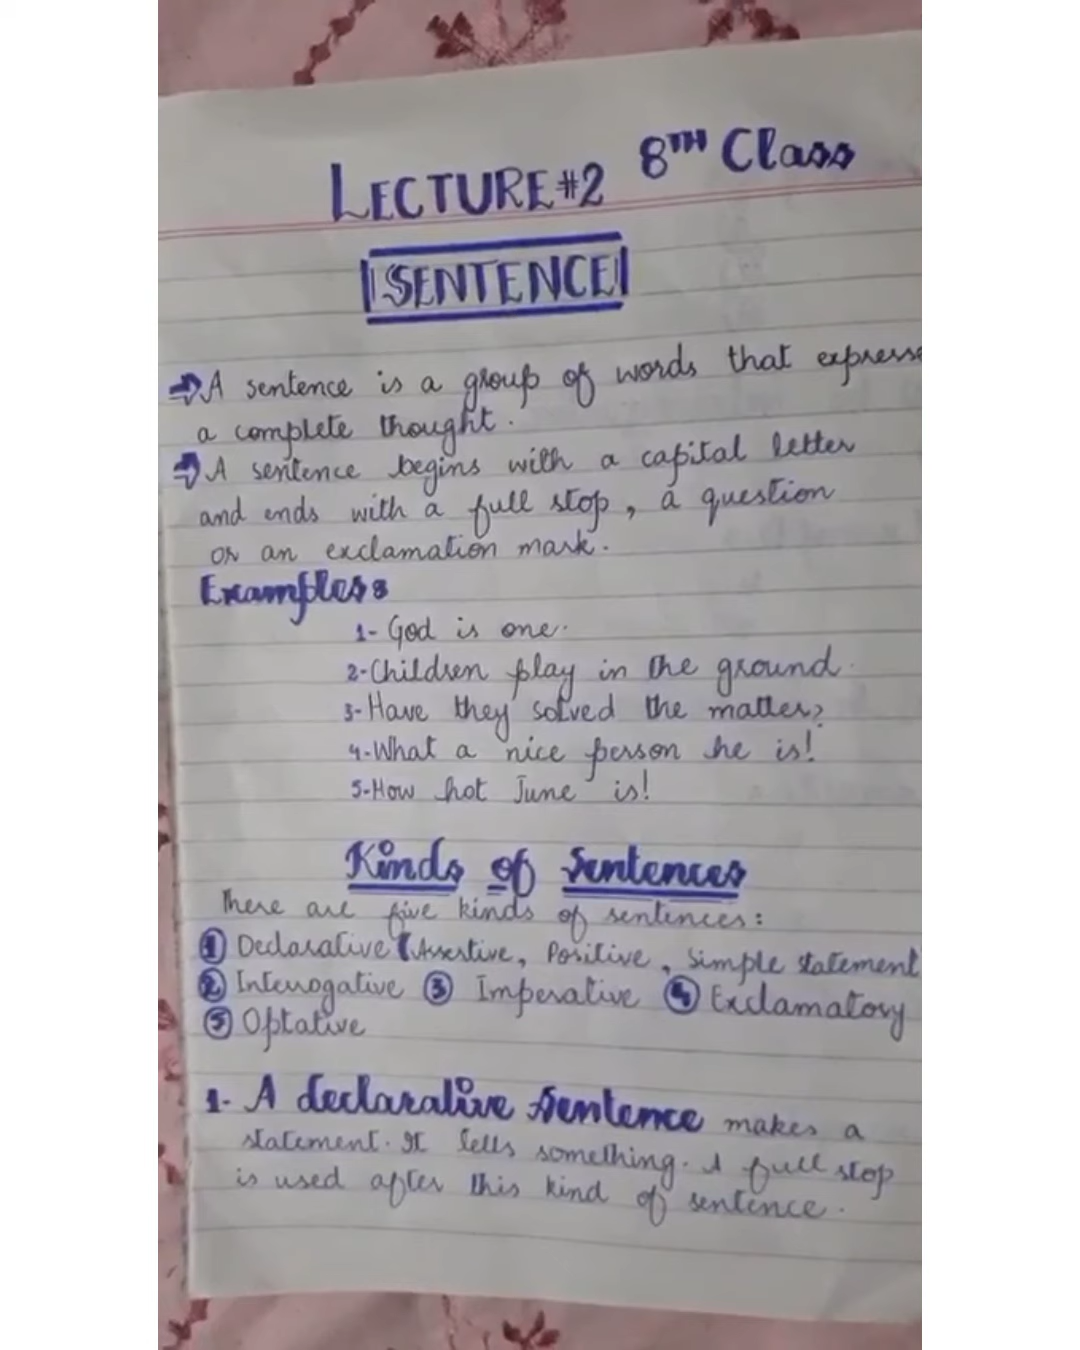 LECTURE#2 8TH Class
SENTENCE
⇒ A sentence is a group of words that expresse
a complete thought.
⇒ A sentence begins with a capital letter
and ends with a full stop, a question
or an exclamation mark.
Examples:
1- God is one.
2- Children play in the ground.
3- Have they solved the matter?
4- What a nice person he is!
5- How hot June is!
Kinds of Sentences
There are five kinds of sentences:
① Declarative (Assertive, Positive, Simple statement
② Interrogative ③ Imperative ④ Exclamatory
⑤ Optative
1- A declarative Sentence makes a
statement. It tells something. A full stop
is used after this kind of sentence.